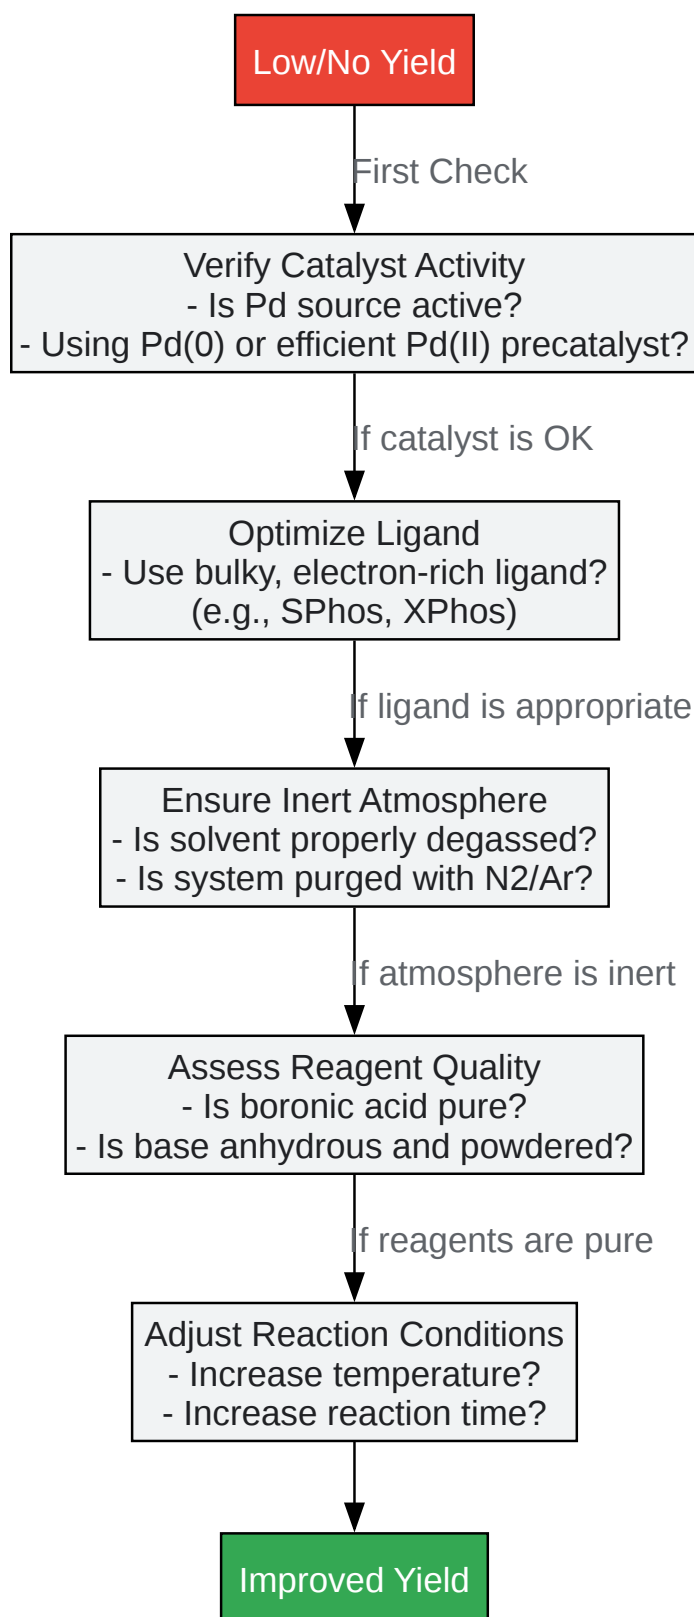 Low/No Yield
First Check
Verify Catalyst Activity
- Is Pd source active?
- Using Pd(0) or efficient Pd(II) precatalyst?
If catalyst is OK
Optimize Ligand
- Use bulky, electron-rich ligand?
(e.g., SPhos, XPhos)
If ligand is appropriate
Ensure Inert Atmosphere
- Is solvent properly degassed?
- Is system purged with N2/Ar?
If atmosphere is inert
Assess Reagent Quality
- Is boronic acid pure?
- Is base anhydrous and powdered?
If reagents are pure
Adjust Reaction Conditions
- Increase temperature?
- Increase reaction time?
Improved Yield